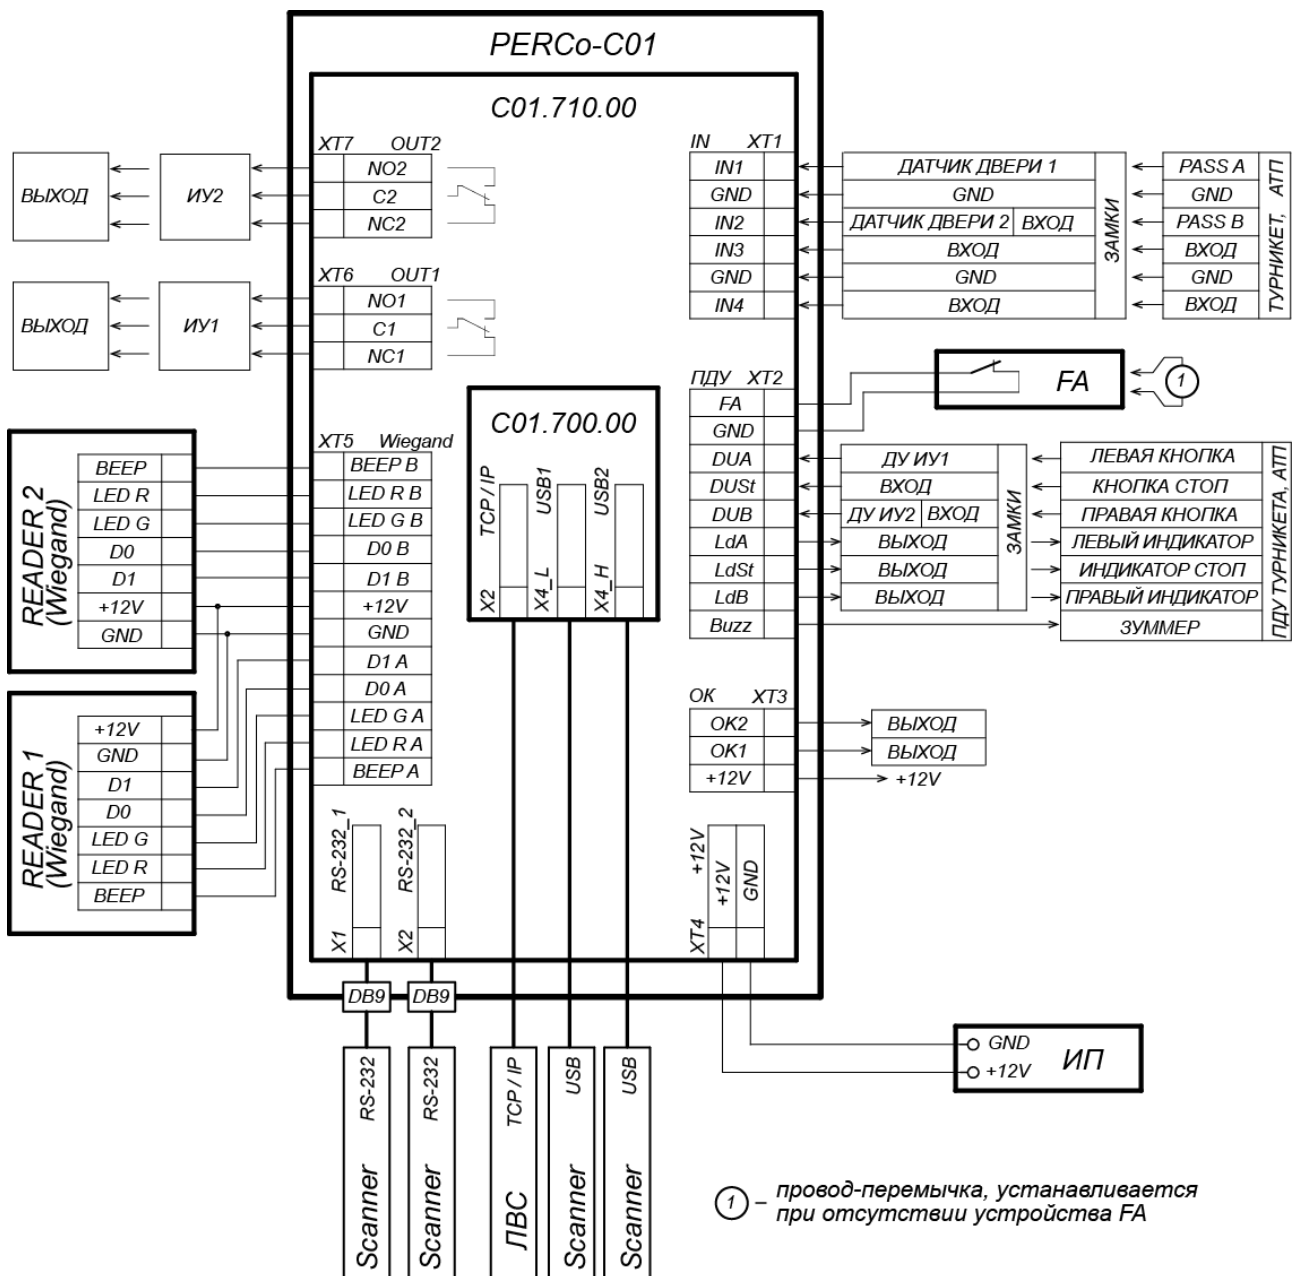 PERCo-C01
C01.710.00
XT7 OUT2
NO2
C2
NC2
ИУ2
ВЫХОД
XT6 OUT1
NO1
C1
NC1
ИУ1
ВЫХОД
IN XT1
IN1
GND
IN2
IN3
GND
IN4
ДАТЧИК ДВЕРИ 1
GND
ДАТЧИК ДВЕРИ 2 ВХОД
ВХОД
GND
ВХОД
ЗАМКИ
PASS A
GND
PASS B
ВХОД
GND
ВХОД
ТУРНИКЕТ, АТП
FA
1
ПДУ XT2
FA
GND
DUA
DUSt
DUB
LdA
LdSt
LdB
Buzz
ДУ ИУ1
ВХОД
ДУ ИУ2 ВХОД
ВЫХОД
ВЫХОД
ВЫХОД
ЗАМКИ
ЛЕВАЯ КНОПКА
КНОПКА СТОП
ПРАВАЯ КНОПКА
ЛЕВЫЙ ИНДИКАТОР
ИНДИКАТОР СТОП
ПРАВЫЙ ИНДИКАТОР
ЗУММЕР
ПДУ ТУРНИКЕТА, АТП
C01.700.00
TCP / IP
X2
USB1
X4_L
USB2
X4_H
XT5 Wiegand
BEEP B
LED R B
LED G B
D0 B
D1 B
+12V
GND
D1 A
D0 A
LED G A
LED R A
BEEP A
READER 2
(Wiegand)
BEEP
LED R
LED G
D0
D1
+12V
GND
READER 1
(Wiegand)
+12V
GND
D1
D0
LED G
LED R
BEEP
OK XT3
OK2
OK1
+12V
ВЫХОД
ВЫХОД
+12V
RS-232_1
X1
RS-232_2
X2
XT4 +12V
+12V
GND
DB9
DB9
Scanner RS-232
Scanner RS-232
ЛВС TCP / IP
Scanner USB
Scanner USB
GND
+12V
ИП
1 – провод-перемычка, устанавливается
при отсутствии устройства FA